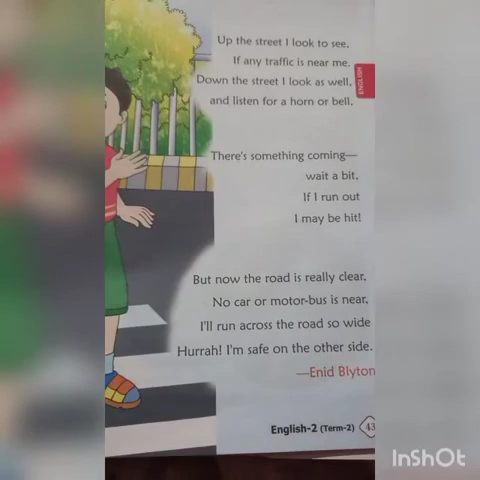 Up the street I look to see,
If any traffic is near me.
Down the street I look as well,
and listen for a horn or bell,
ENGLISH
There's something coming—
wait a bit,
If I run out
I may be hit!
But now the road is really clear,
No car or motor-bus is near,
I'll run across the road so wide
Hurrah! I'm safe on the other side.
—Enid Blyton
English-2 (Term-2) 43
InShOt